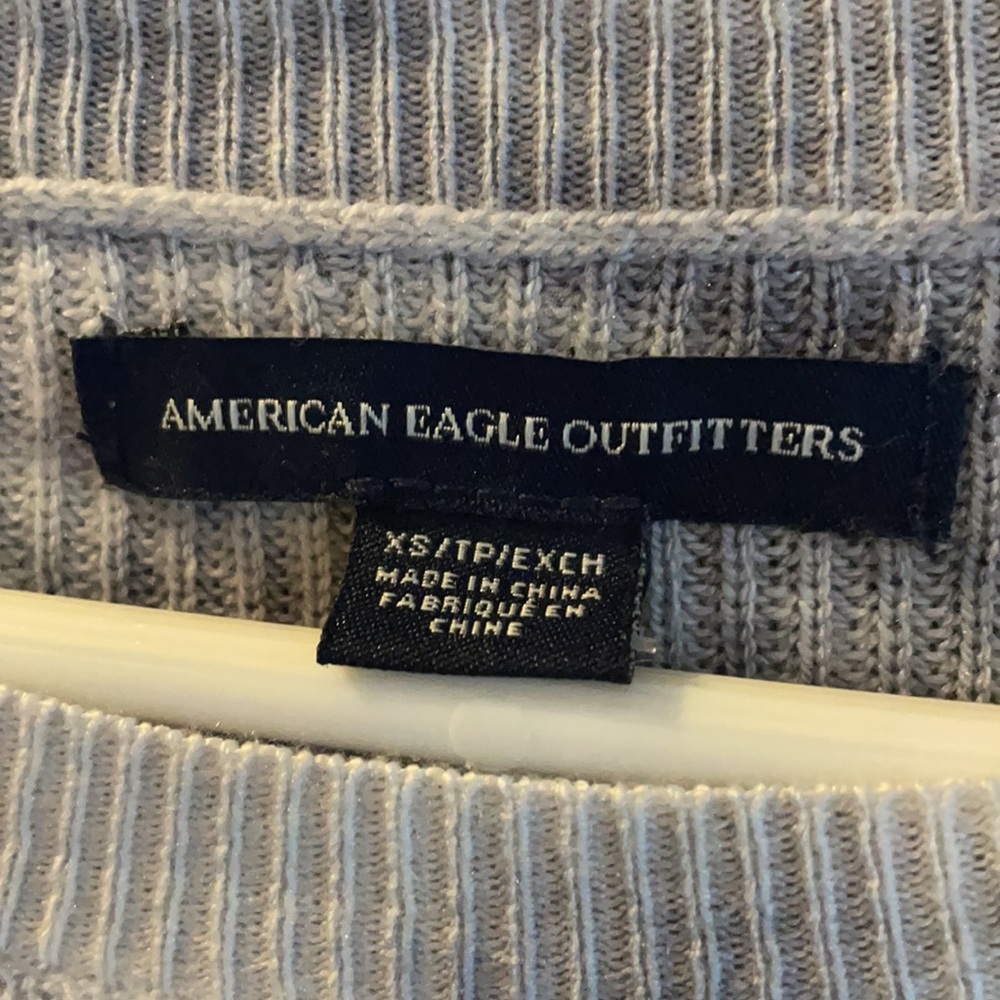 AMERICAN EAGLE OUTFITTERS
XS/TP/EXCH
MADE IN CHINA
FABRIQUÉ EN
CHINE